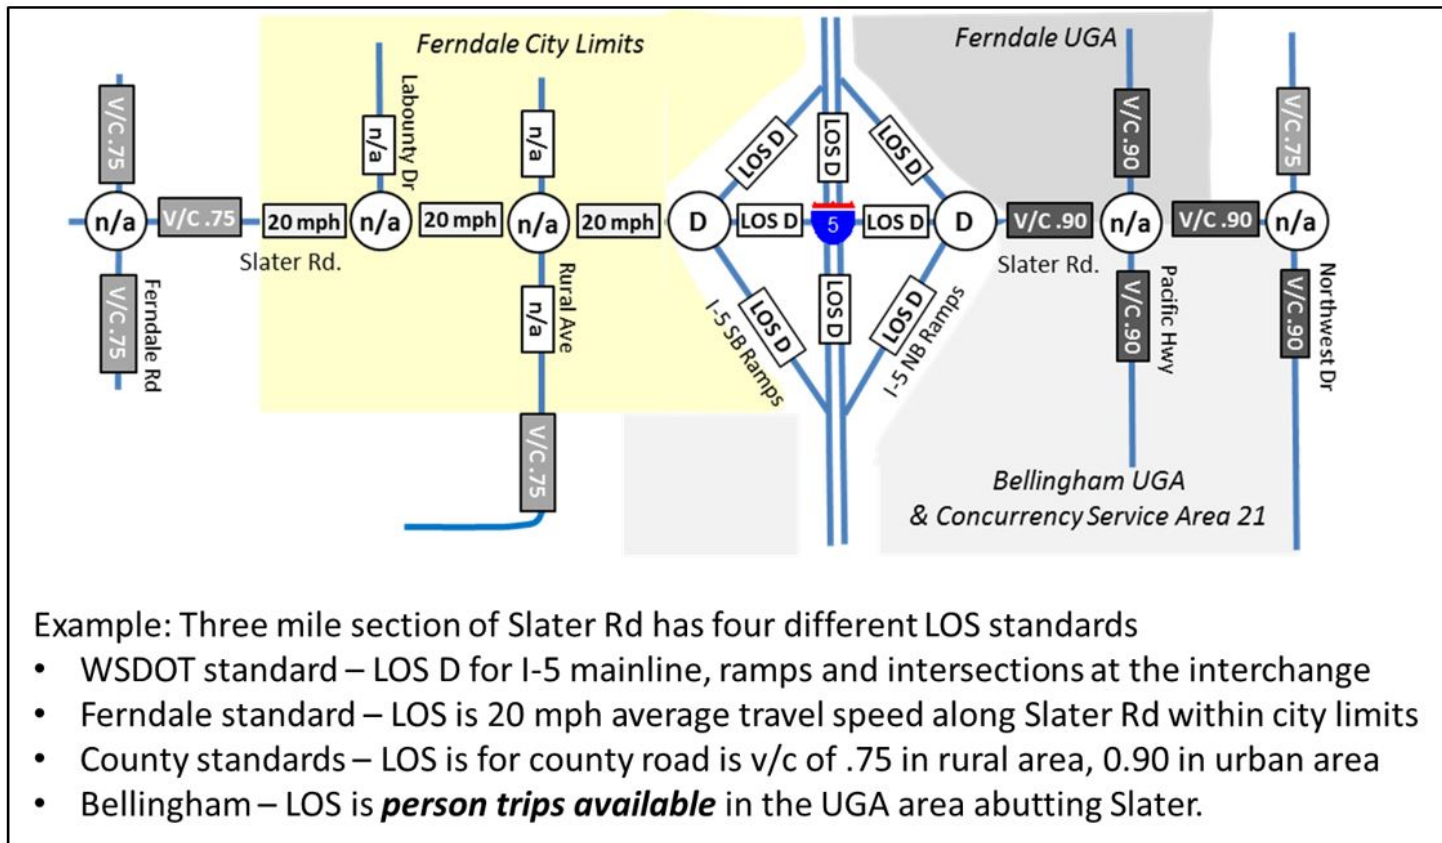 Ferndale City Limits
Ferndale UGA
V/C .75
Labounty Dr
n/a
n/a
LOS D
LOS D
LOS D
V/C .90
V/C .75
n/a
V/C .75
20 mph
n/a
20 mph
n/a
20 mph
D
LOS D
5
LOS D
D
V/C .90
n/a
V/C .90
n/a
Slater Rd.
Slater Rd.
V/C .75
Ferndale Rd
n/a
Rural Ave
LOS D
I-5 SB Ramps
LOS D
LOS D
I-5 NB Ramps
V/C .90
Pacific Hwy
V/C .90
Northwest Dr
V/C .75
Bellingham UGA
& Concurrency Service Area 21
Example: Three mile section of Slater Rd has four different LOS standards
• WSDOT standard – LOS D for I-5 mainline, ramps and intersections at the interchange
• Ferndale standard – LOS is 20 mph average travel speed along Slater Rd within city limits
• County standards – LOS is for county road is v/c of .75 in rural area, 0.90 in urban area
• Bellingham – LOS is person trips available in the UGA area abutting Slater.